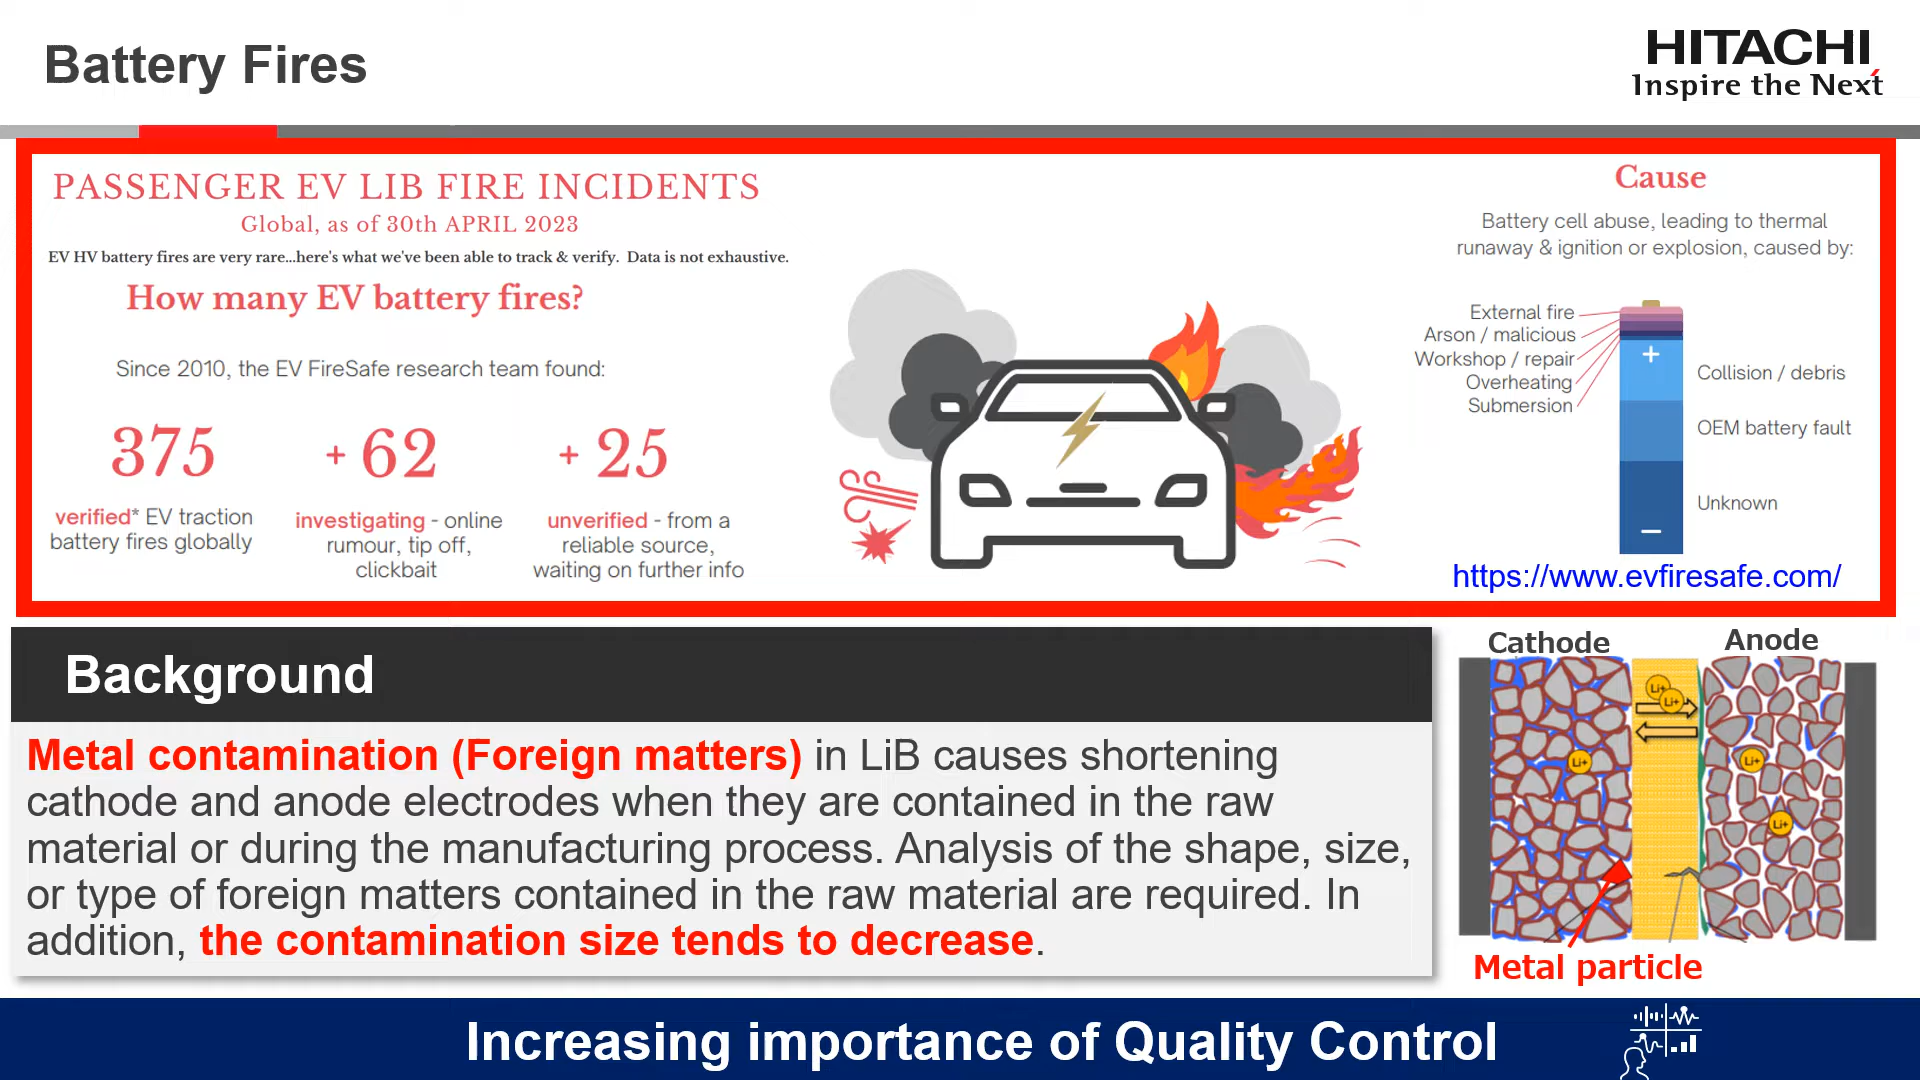 Battery Fires
HITACHI
Inspire the Next
PASSENGER EV LIB FIRE INCIDENTS
Global, as of 30th APRIL 2023
EV HV battery fires are very rare...here's what we've been able to track & verify. Data is not exhaustive.
How many EV battery fires?
Since 2010, the EV FireSafe research team found:
375
+ 62
+ 25
verified* EV traction
battery fires globally
investigating - online
rumour, tip off,
clickbait
unverified - from a
reliable source,
waiting on further info
Cause
Battery cell abuse, leading to thermal
runaway & ignition or explosion, caused by:
External fire
Arson / malicious
Workshop / repair
Overheating
Submersion
+
Collision / debris
OEM battery fault
Unknown
−
https://www.evfiresafe.com/
Background
Metal contamination (Foreign matters) in LiB causes shortening
cathode and anode electrodes when they are contained in the raw
material or during the manufacturing process. Analysis of the shape, size,
or type of foreign matters contained in the raw material are required. In
addition, the contamination size tends to decrease.
Cathode
Anode
Li+
Li+
Li+
Li+
Li+
Metal particle
Increasing importance of Quality Control